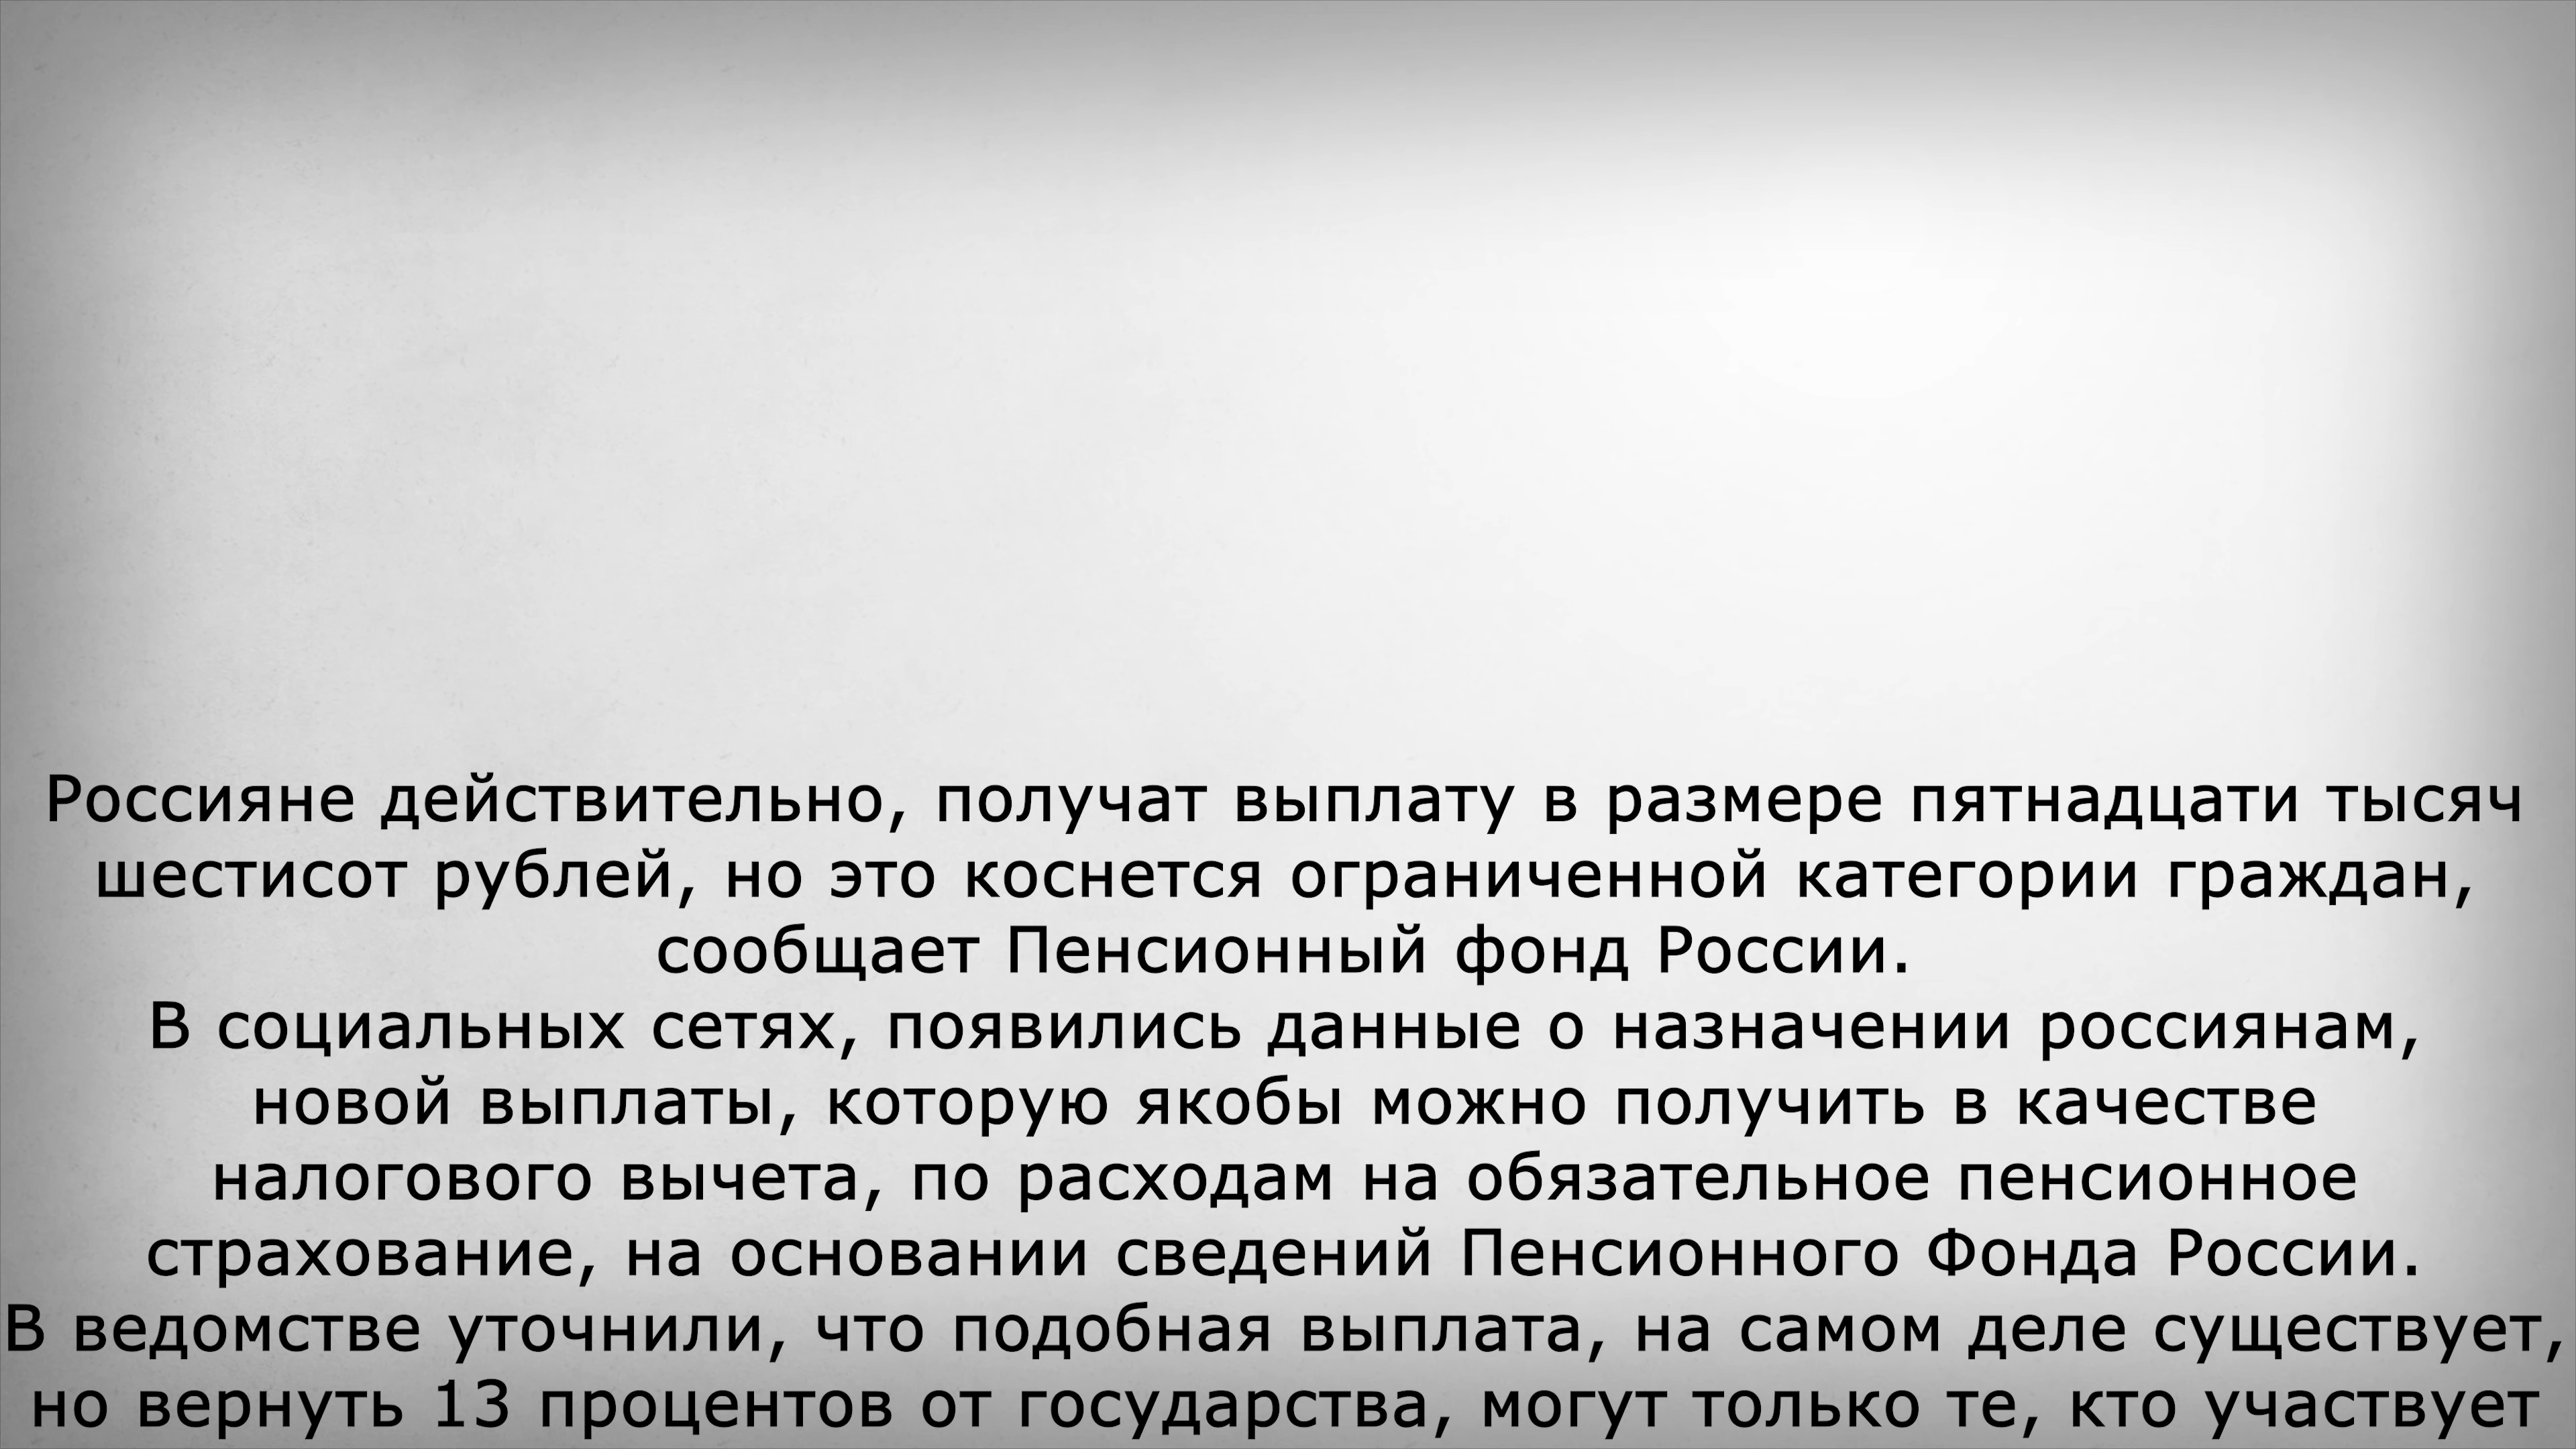 Россияне действительно, получат выплату в размере пятнадцати тысяч
шестисот рублей, но это коснется ограниченной категории граждан,
сообщает Пенсионный фонд России.
В социальных сетях, появились данные о назначении россиянам,
новой выплаты, которую якобы можно получить в качестве
налогового вычета, по расходам на обязательное пенсионное
страхование, на основании сведений Пенсионного Фонда России.
В ведомстве уточнили, что подобная выплата, на самом деле существует,
но вернуть 13 процентов от государства, могут только те, кто участвует